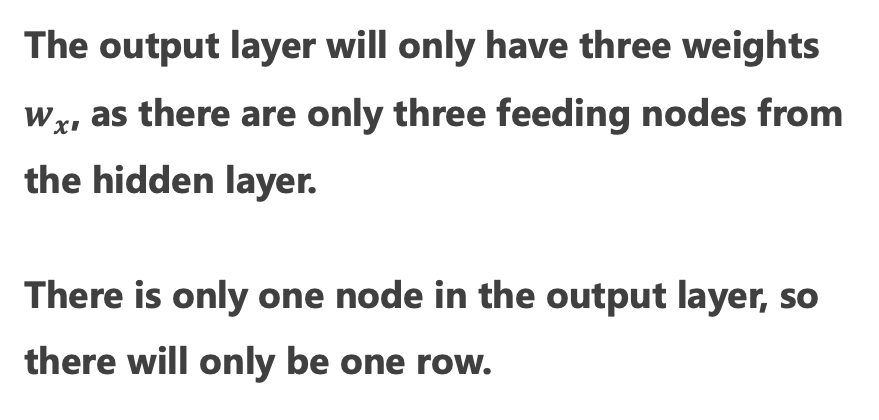 The output layer will only have three weights
wₓ, as there are only three feeding nodes from
the hidden layer.
There is only one node in the output layer, so
there will only be one row.